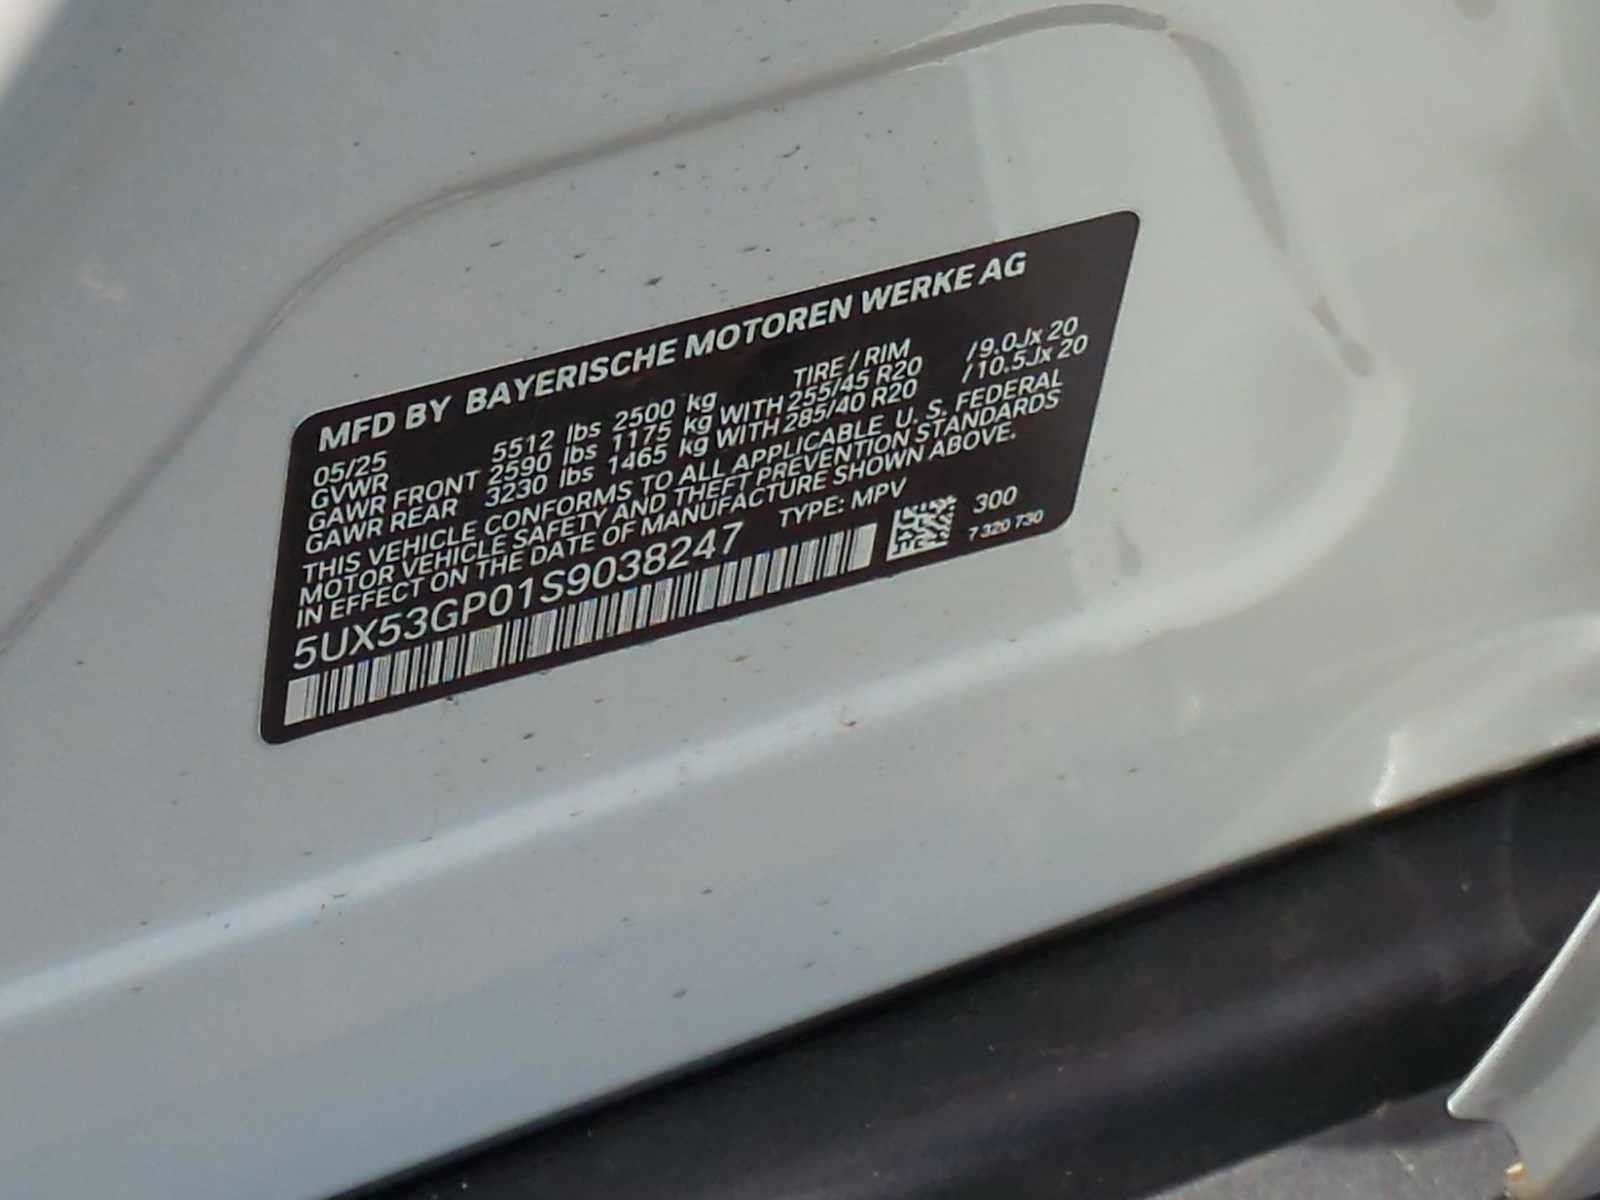 MFD BY BAYERISCHE MOTOREN WERKE AG
05/25
GVWR 5512 lbs 2500 kg TIRE / RIM
GAWR FRONT 2590 lbs 1175 kg WITH 255/45 R20 /9.0Jx 20
GAWR REAR 3230 lbs 1465 kg WITH 285/40 R20 /10.5Jx 20
THIS VEHICLE CONFORMS TO ALL APPLICABLE U. S. FEDERAL
MOTOR VEHICLE SAFETY AND THEFT PREVENTION STANDARDS
IN EFFECT ON THE DATE OF MANUFACTURE SHOWN ABOVE.
5UX53GP01S9038247 TYPE: MPV
300
7 320 730